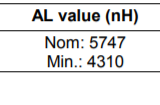 AL value (nH)
Nom: 5747
Min.: 4310